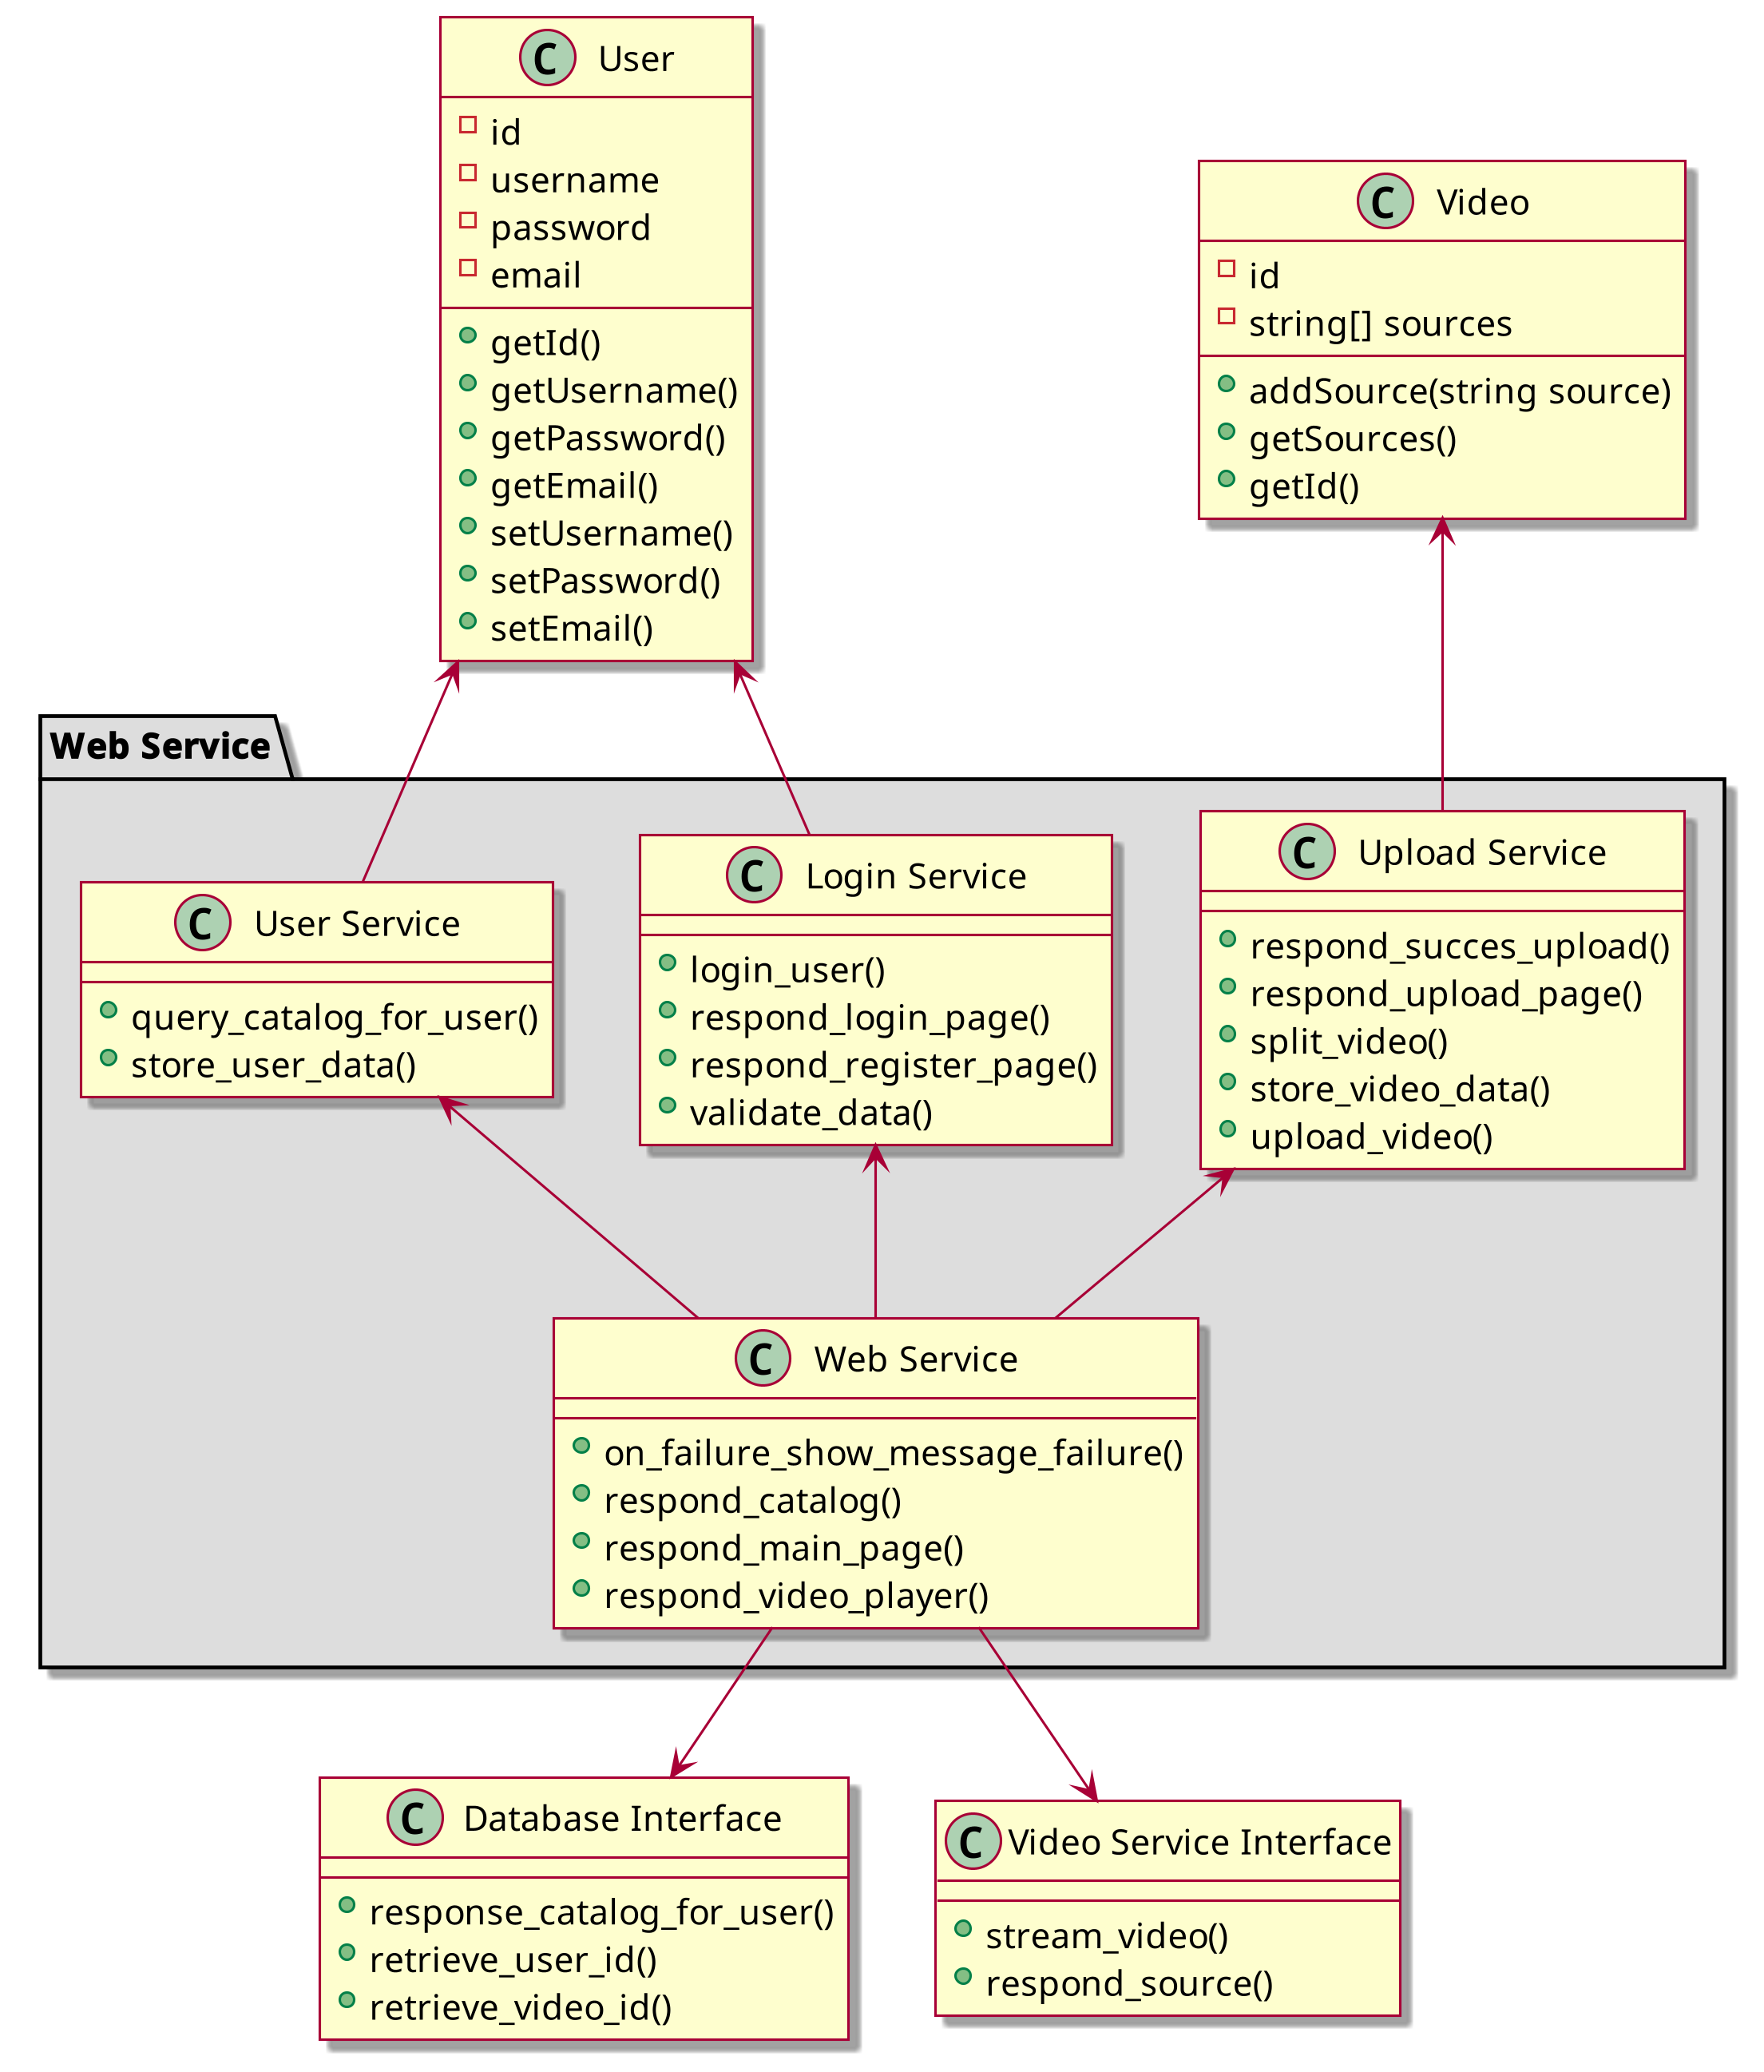 C User
id
username
password
email
getId()
getUsername()
getPassword()
getEmail()
setUsername()
setPassword()
setEmail()
C Video
id
string[] sources
addSource(string source)
getSources()
getId()
Web Service
C User Service
query_catalog_for_user()
store_user_data()
C Login Service
login_user()
respond_login_page()
respond_register_page()
validate_data()
C Upload Service
respond_succes_upload()
respond_upload_page()
split_video()
store_video_data()
upload_video()
C Web Service
on_failure_show_message_failure()
respond_catalog()
respond_main_page()
respond_video_player()
C Database Interface
response_catalog_for_user()
retrieve_user_id()
retrieve_video_id()
C Video Service Interface
stream_video()
respond_source()